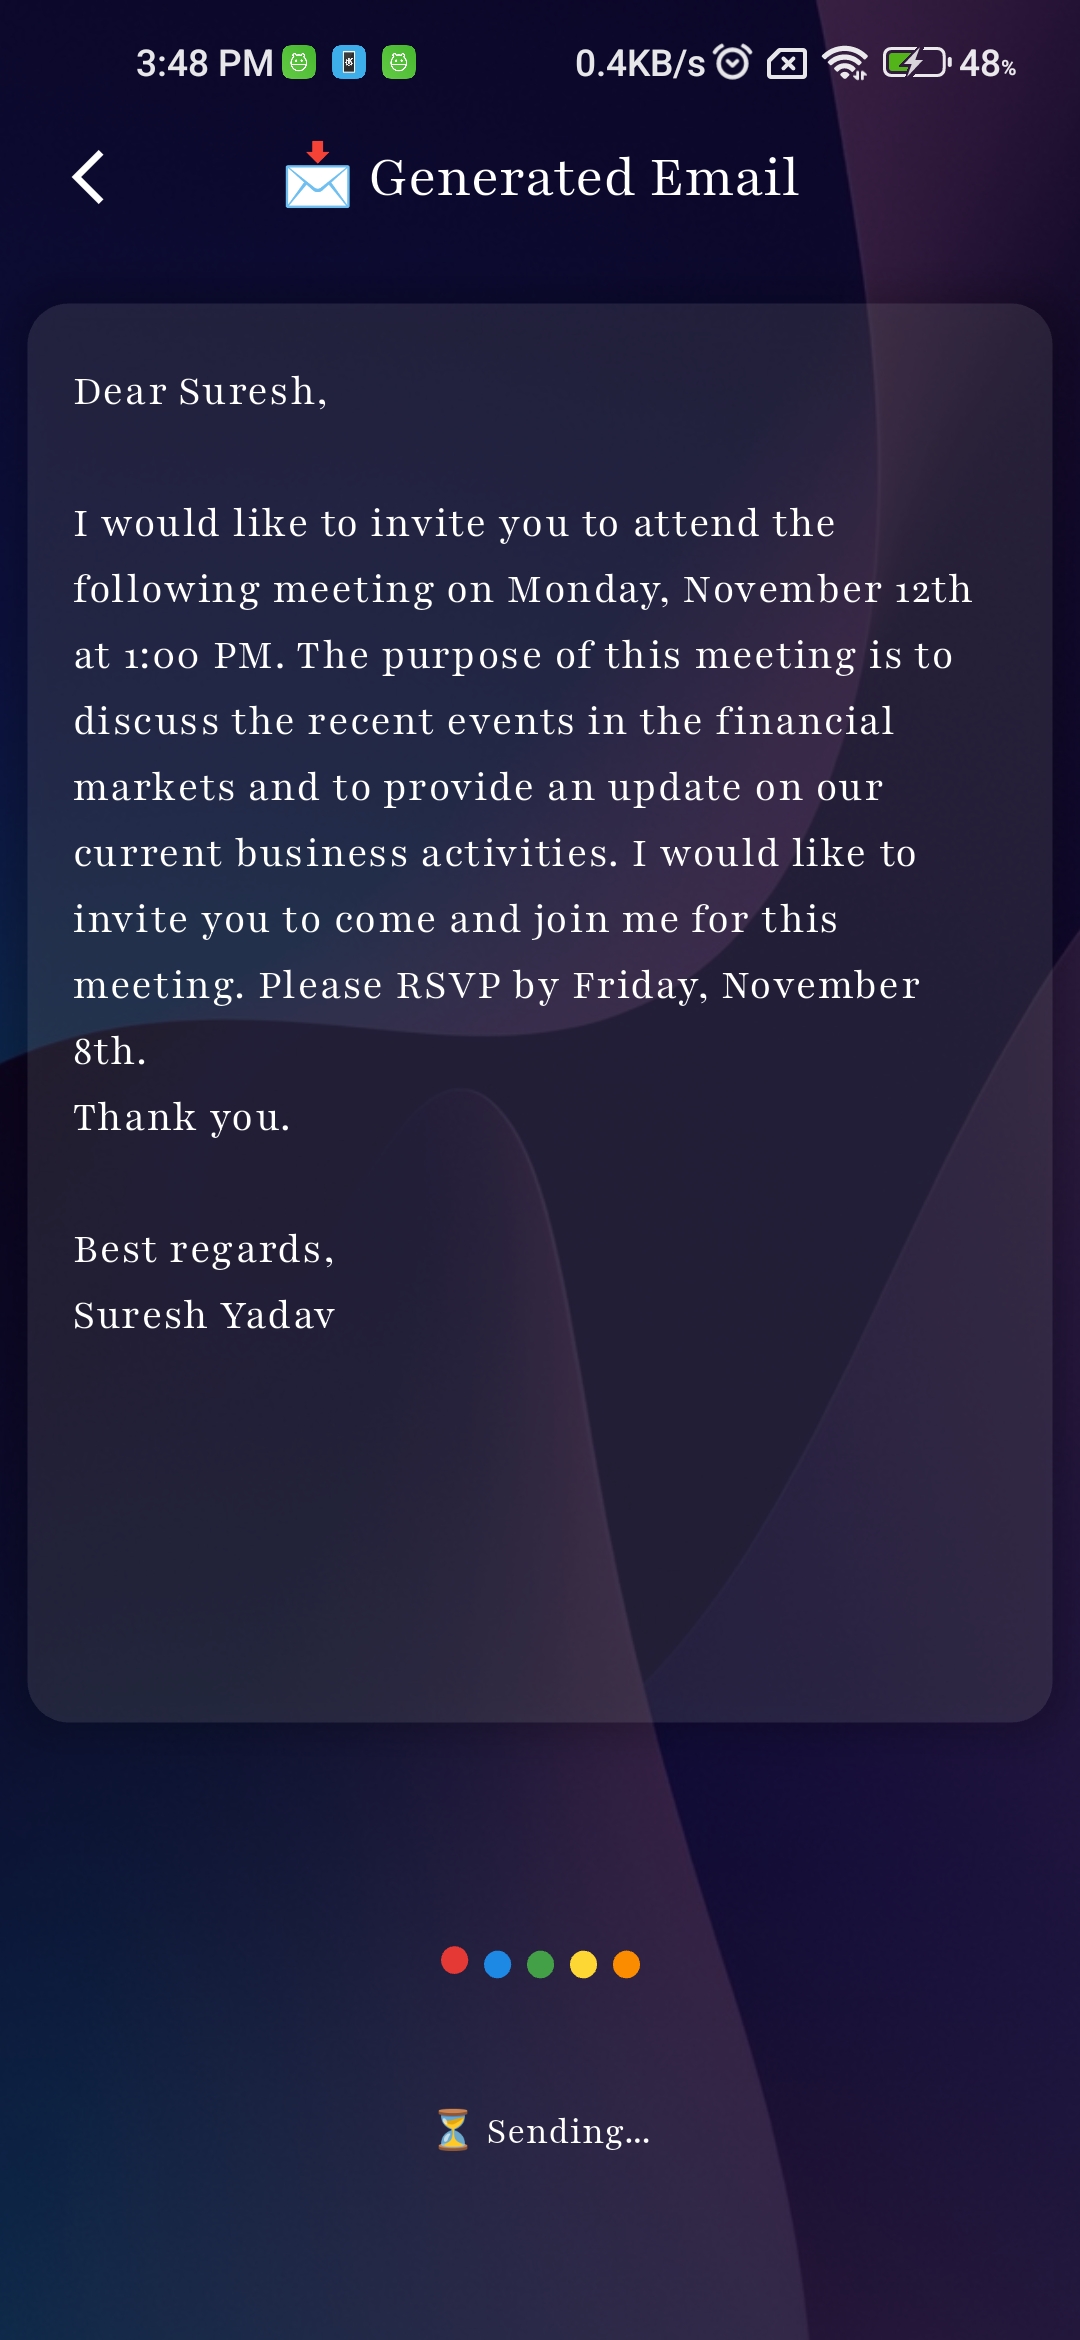 3:48 PM 0.4KB/s 48%
Generated Email
Dear Suresh,
I would like to invite you to attend the
following meeting on Monday, November 12th
at 1:00 PM. The purpose of this meeting is to
discuss the recent events in the financial
markets and to provide an update on our
current business activities. I would like to
invite you to come and join me for this
meeting. Please RSVP by Friday, November
8th.
Thank you.
Best regards,
Suresh Yadav
Sending...